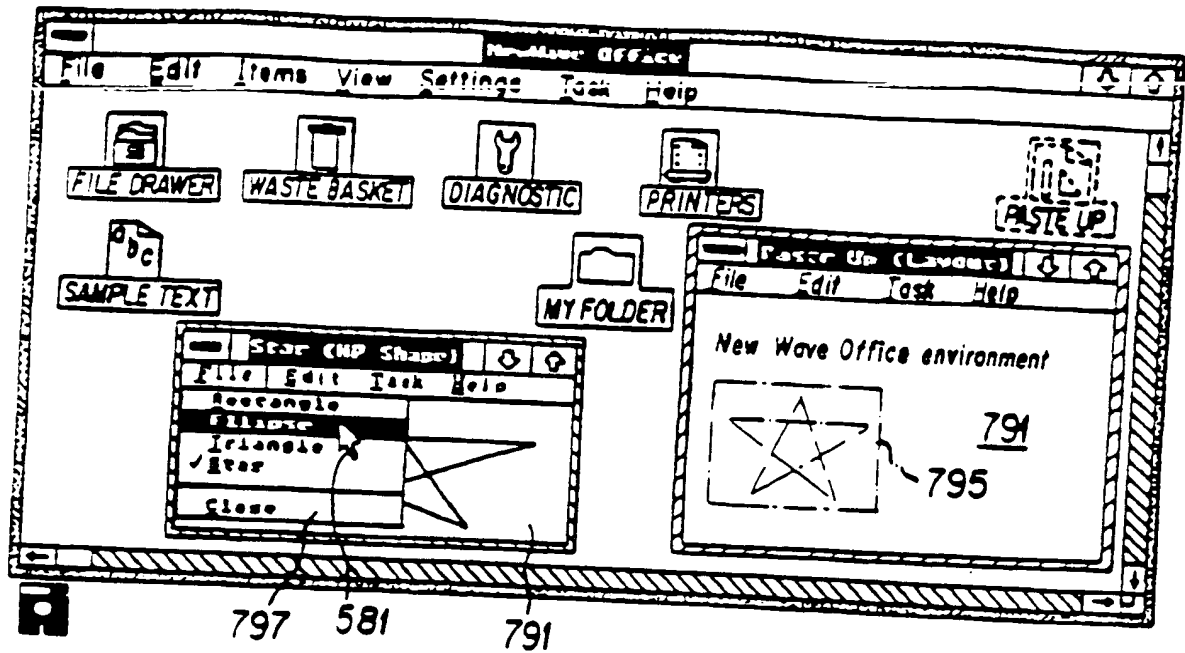 NewWave Office
File Edit Items View Settings Task Help
FILE DRAWER
WASTE BASKET
DIAGNOSTIC
PRINTERS
PASTE UP
abc
SAMPLE TEXT
MY FOLDER
Paste Up (Layout)
File Edit Task Help
New Wave Office environment
791
795
Star (HP Shape)
File Edit Task Help
Rectangle
Ellipse
Triangle
✓ Star
Close
797
581
791